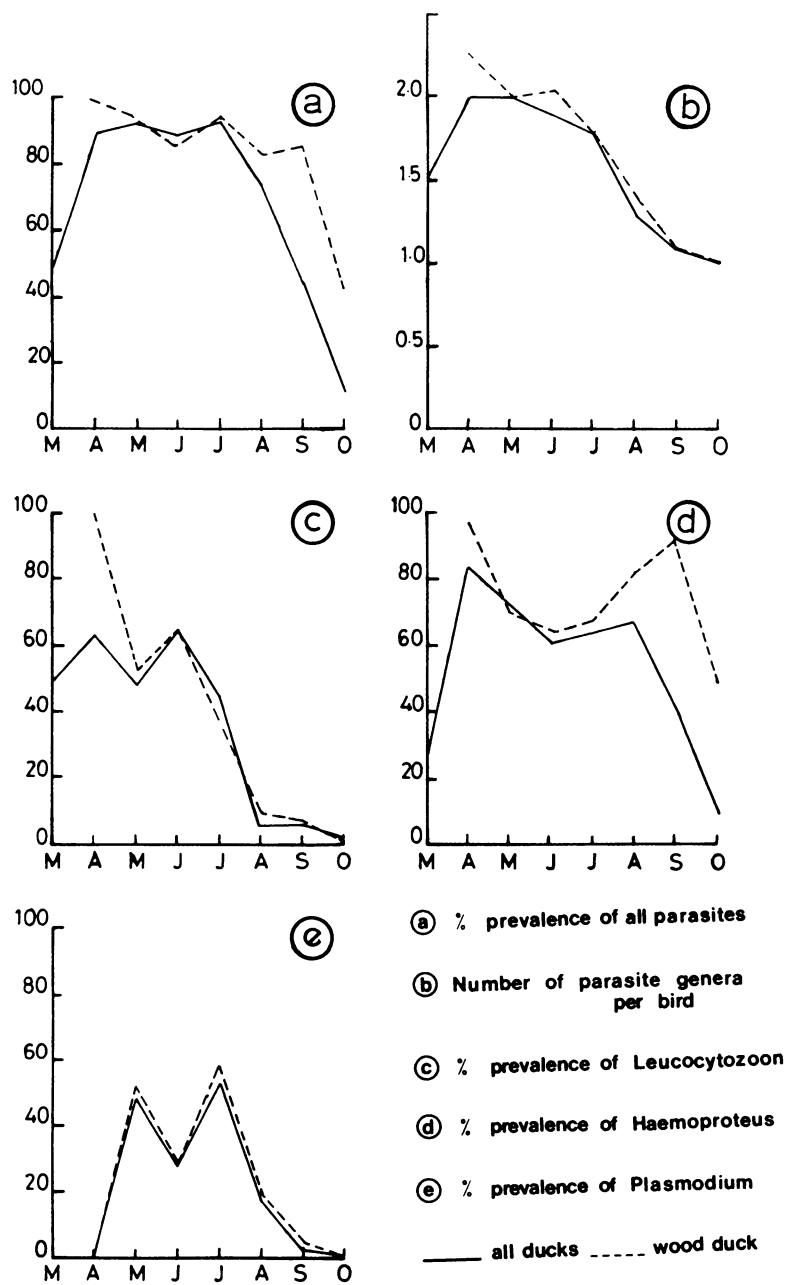 a
100
80
60
40
20
0
M A M J J A S O
b
2.0
1.5
1.0
0.5
0
M A M J J A S O
c
100
80
60
40
20
0
M A M J J A S O
d
100
80
60
40
20
0
M A M J J A S O
e
100
80
60
40
20
0
M A M J J A S O
a % prevalence of all parasites
b Number of parasite genera
per bird
c % prevalence of Leucocytozoon
d % prevalence of Haemoproteus
e % prevalence of Plasmodium
all ducks wood duck